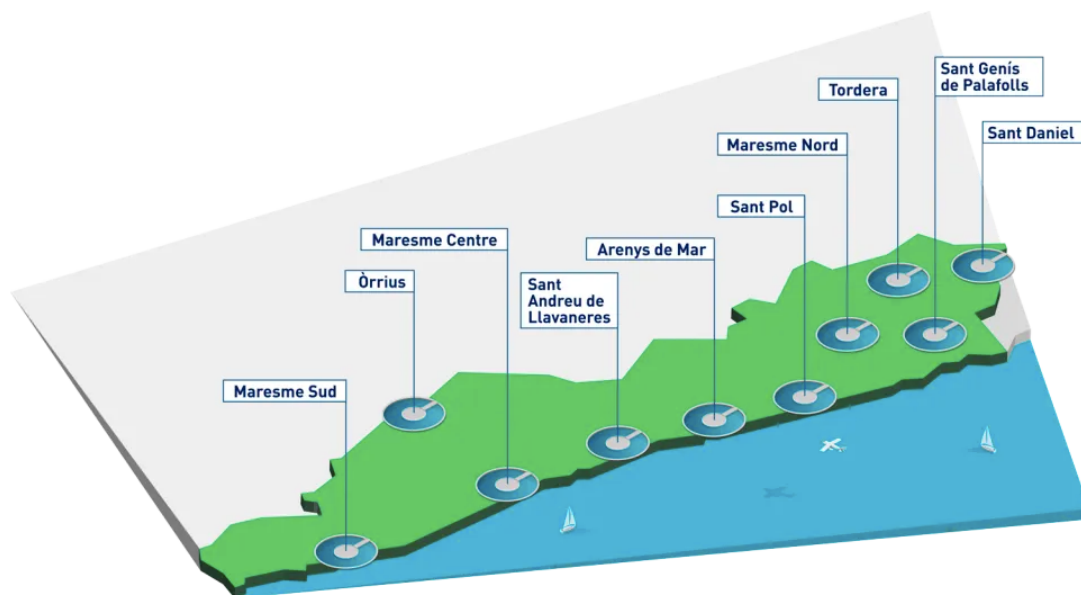 Sant Genís
de Palafolls
Tordera
Sant Daniel
Maresme Nord
Sant Pol
Maresme Centre
Arenys de Mar
Òrrius
Sant
Andreu de
Llavaneres
Maresme Sud